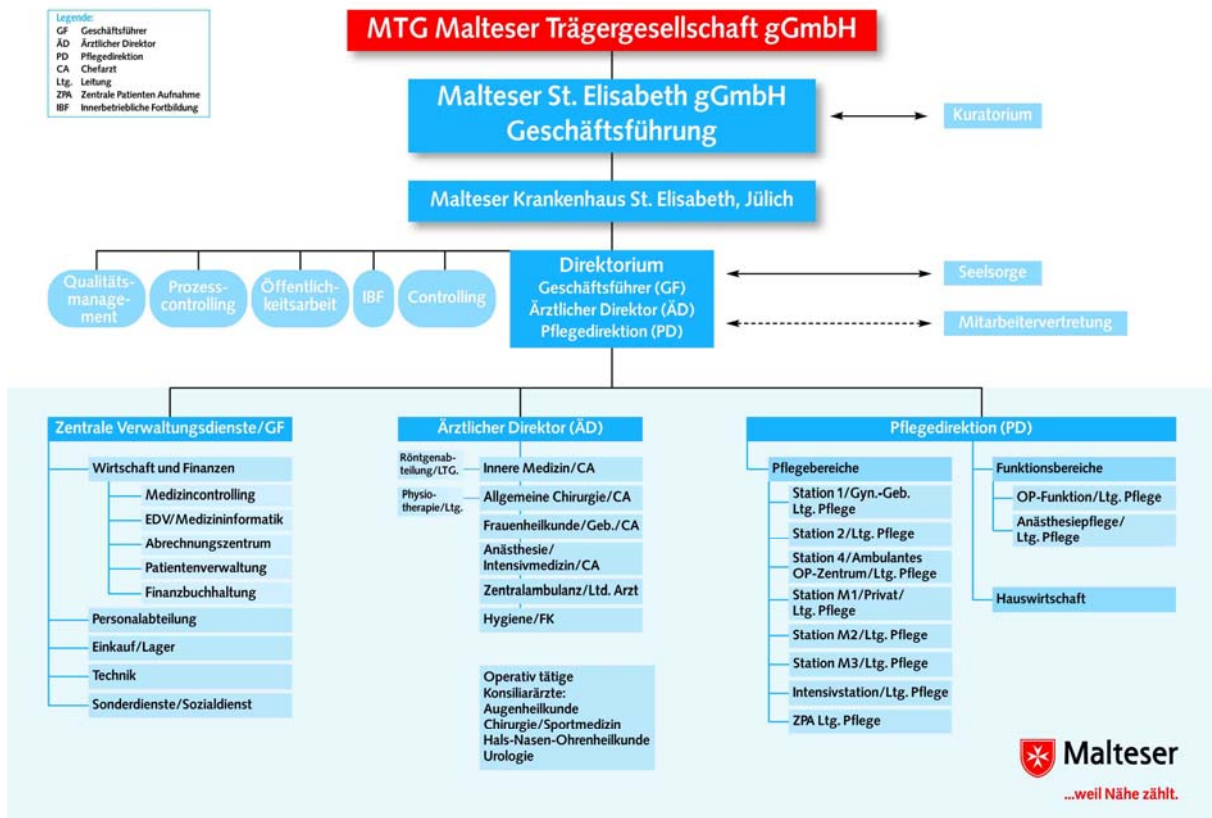 Legende:
GF Geschäftsführer
ÄD Ärztlicher Direktor
PD Pflegedirektion
CA Chefarzt
Ltg. Leitung
ZPA Zentrale Patienten Aufnahme
IBF Innerbetriebliche Fortbildung
MTG Malteser Trägergesellschaft gGmbH
Malteser St. Elisabeth gGmbH
Geschäftsführung
Kuratorium
Malteser Krankenhaus St. Elisabeth, Jülich
Qualitäts-
manage-
ment
Prozess-
controlling
Öffentlich-
keitsarbeit
IBF
Controlling
Direktorium
Geschäftsführer (GF)
Ärztlicher Direktor (ÄD)
Pflegedirektion (PD)
Seelsorge
Mitarbeitervertretung
Zentrale Verwaltungsdienste/GF
Wirtschaft und Finanzen
Medizincontrolling
EDV/Medizininformatik
Abrechnungszentrum
Patientenverwaltung
Finanzbuchhaltung
Personalabteilung
Einkauf/Lager
Technik
Sonderdienste/Sozialdienst
Ärztlicher Direktor (ÄD)
Röntgenab-
teilung/LTG.
Innere Medizin/CA
Physio-
therapie/Ltg.
Allgemeine Chirurgie/CA
Frauenheilkunde/Geb./CA
Anästhesie/
Intensivmedizin/CA
Zentralambulanz/Ltd. Arzt
Hygiene/FK
Operativ tätige
Konsiliarärzte:
Augenheilkunde
Chirurgie/Sportmedizin
Hals-Nasen-Ohrenheilkunde
Urologie
Pflegedirektion (PD)
Pflegebereiche
Station 1/Gyn.-Geb.
Ltg. Pflege
Station 2/Ltg. Pflege
Station 4/Ambulantes
OP-Zentrum/Ltg. Pflege
Station M1/Privat/
Ltg. Pflege
Station M2/Ltg. Pflege
Station M3/Ltg. Pflege
Intensivstation/Ltg. Pflege
ZPA Ltg. Pflege
Funktionsbereiche
OP-Funktion/Ltg. Pflege
Anästhesiepflege/
Ltg. Pflege
Hauswirtschaft
Malteser
...weil Nähe zählt.